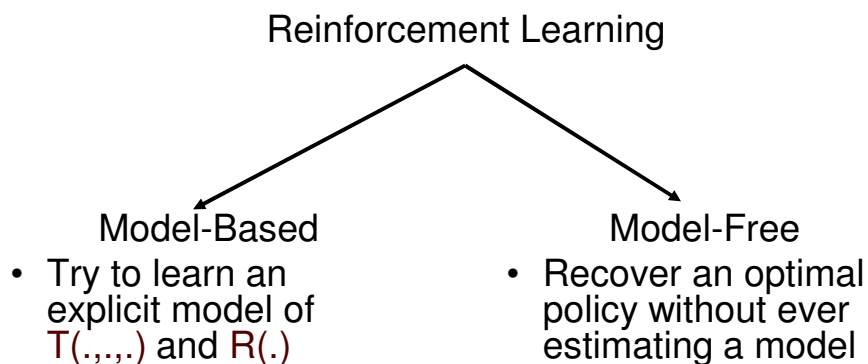 Reinforcement Learning
Model-Based
• Try to learn an
explicit model of
T(.,.,.) and R(.)
Model-Free
• Recover an optimal
policy without ever
estimating a model